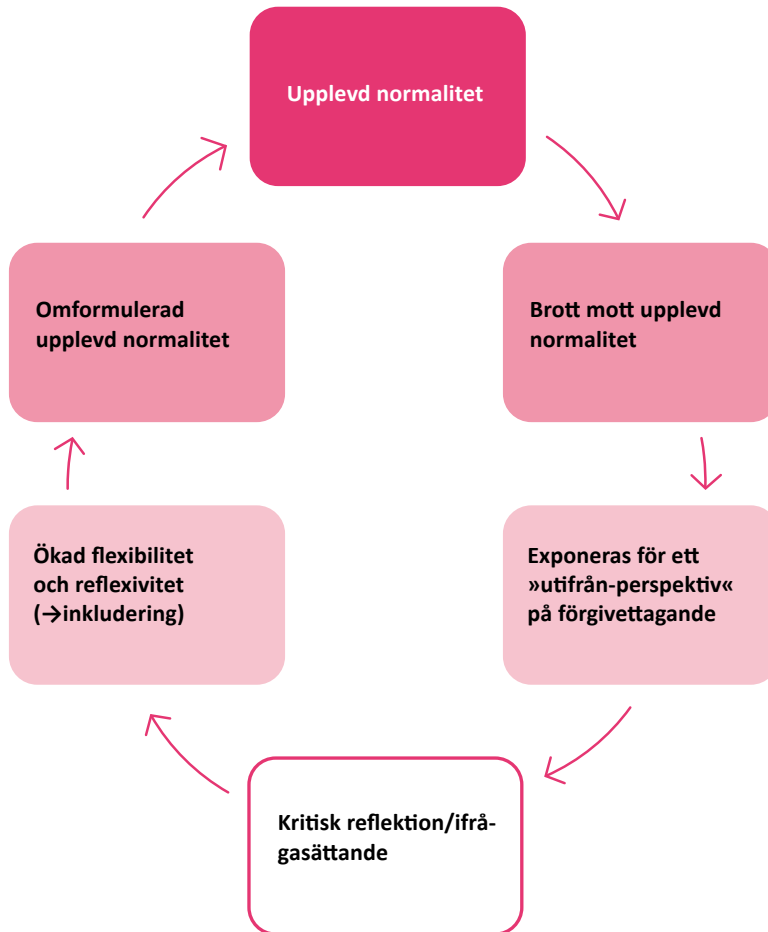 Upplevd normalitet
Brott mott upplevd
normalitet
Exponeras för ett
»utifrån-perspektiv«
på förgivettagande
Kritisk reflektion/ifrå-
gasättande
Ökad flexibilitet
och reflexivitet
(→inkludering)
Omformulerad
upplevd normalitet